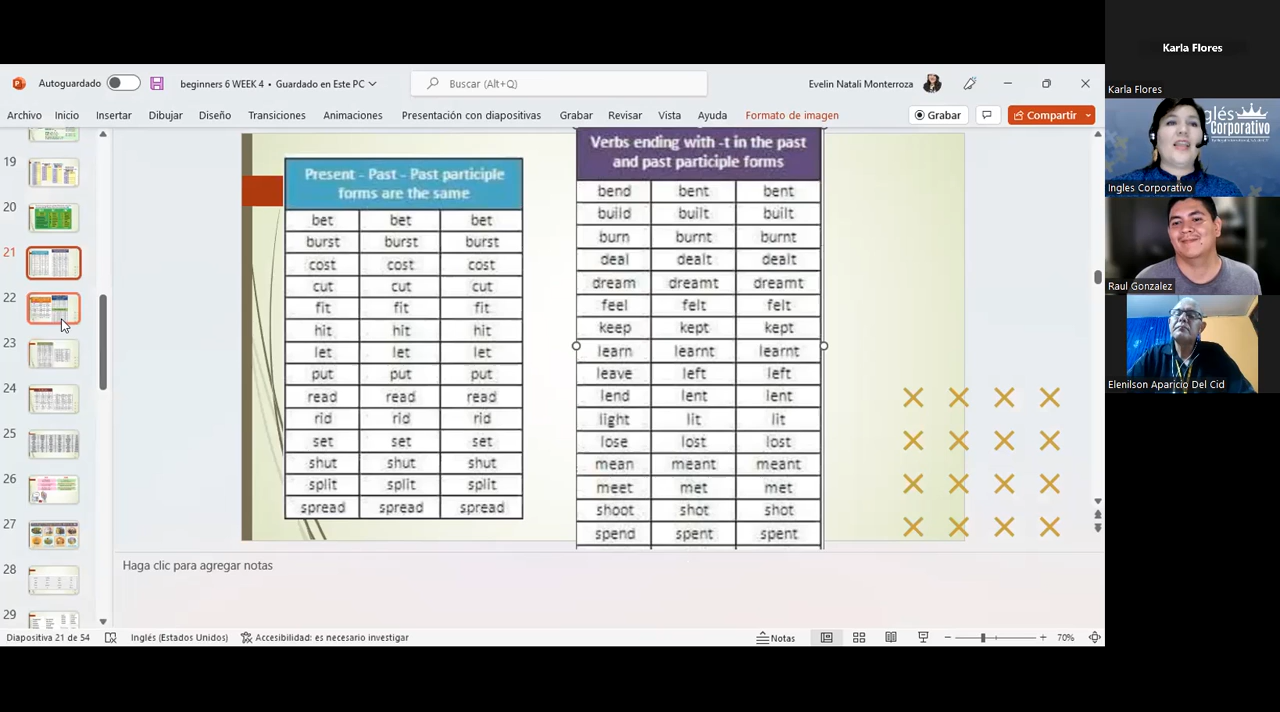 Autoguardado
beginners 6 WEEK 4 • Guardado en Este PC
Buscar (Alt+Q)
Evelin Natali Monterroza
Archivo Inicio Insertar Dibujar Diseño Transiciones Animaciones Presentación con diapositivas Grabar Revisar Vista Ayuda Formato de imagen
Grabar
Compartir
19
20
21
22
23
24
25
26
27
28
29
Present - Past - Past participle
forms are the same
bet bet bet
burst burst burst
cost cost cost
cut cut cut
fit fit fit
hit hit hit
let let let
put put put
read read read
rid rid rid
set set set
shut shut shut
split split split
spread spread spread
Verbs ending with -t in the past
and past participle forms
bend bent bent
build built built
burn burnt burnt
deal dealt dealt
dream dreamt dreamt
feel felt felt
keep kept kept
learn learnt learnt
leave left left
lend lent lent
light lit lit
lose lost lost
mean meant meant
meet met met
shoot shot shot
spend spent spent
Haga clic para agregar notas
Diapositiva 21 de 54
Inglés (Estados Unidos)
Accesibilidad: es necesario investigar
Notas
70%
Karla Flores
Karla Flores
Inglés
Corporativo
Ingles Corporativo
Raul Gonzalez
Elenilson Aparicio Del Cid